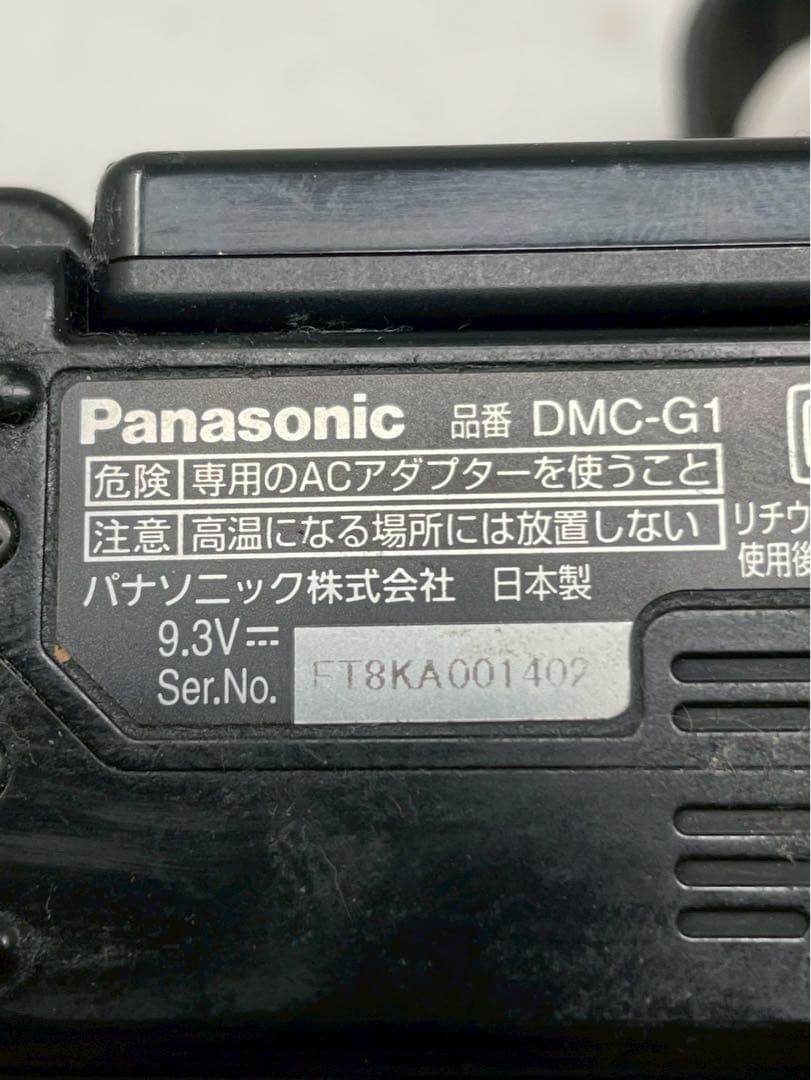 Panasonic 品番 DMC-G1
危険 専用のACアダプターを使うこと
注意 高温になる場所には放置しない
リチウ
使用後
パナソニック株式会社 日本製
9.3V⎓
Ser.No. FT8KA001402